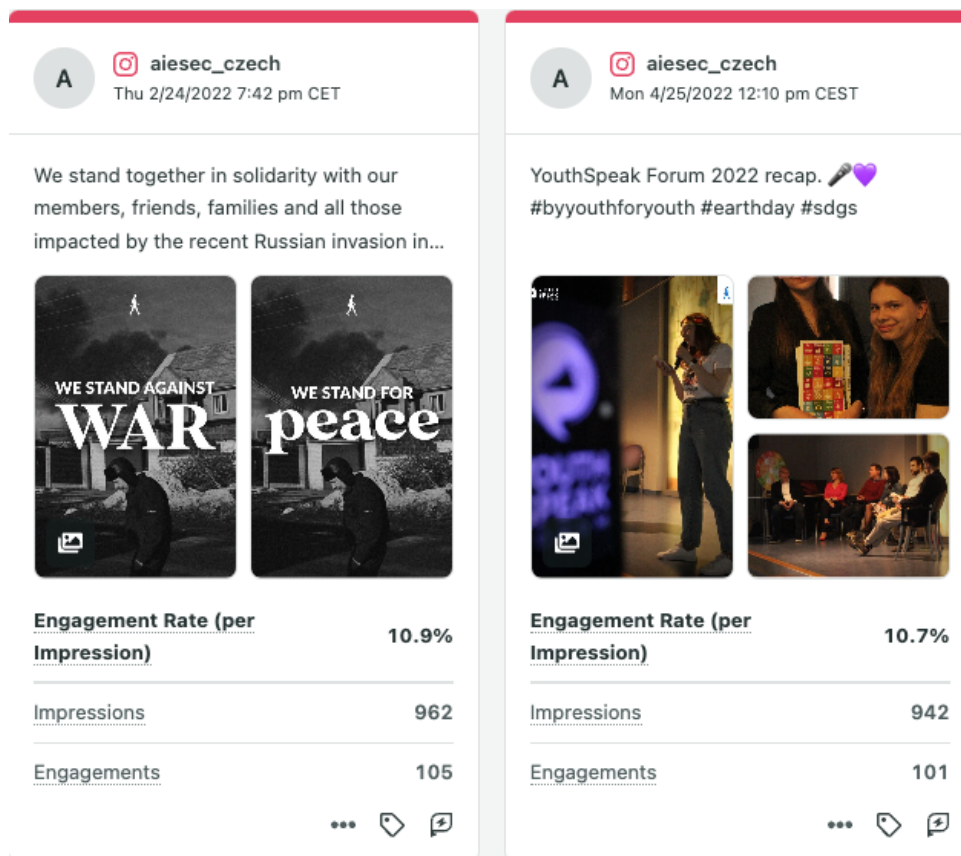 A
aiesec_czech
Thu 2/24/2022 7:42 pm CET
We stand together in solidarity with our
members, friends, families and all those
impacted by the recent Russian invasion in...
WE STAND AGAINST
WAR
WE STAND FOR
peace
Engagement Rate (per
Impression)
10.9%
Impressions
962
Engagements
105
A
aiesec_czech
Mon 4/25/2022 12:10 pm CEST
YouthSpeak Forum 2022 recap. 🎤💜
#byyouthforyouth #earthday #sdgs
YOUTH
SPEAK
Engagement Rate (per
Impression)
10.7%
Impressions
942
Engagements
101